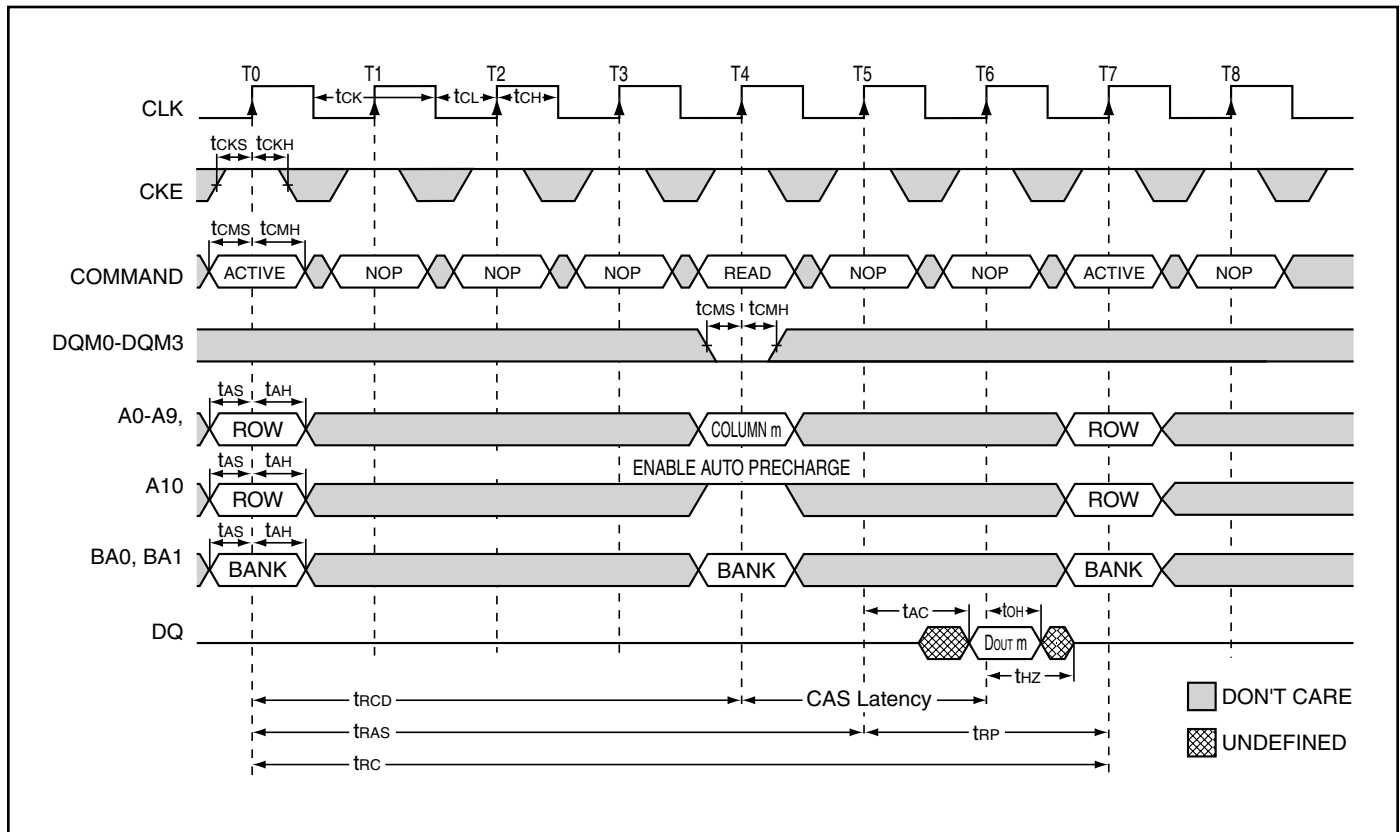 T0 T1 T2 T3 T4 T5 T6 T7 T8
CLK tCK tCL tCH
tCKS tCKH
CKE
tCMS tCMH
COMMAND ACTIVE NOP NOP NOP READ NOP NOP ACTIVE NOP
tCMS tCMH
DQM0-DQM3
tAS tAH
A0-A9, ROW COLUMN m ROW
tAS tAH ENABLE AUTO PRECHARGE
A10 ROW ROW
tAS tAH
BA0, BA1 BANK BANK BANK
tAC tOH
DQ DOUT m
tHZ
tRCD CAS Latency DON'T CARE
tRAS tRP UNDEFINED
tRC